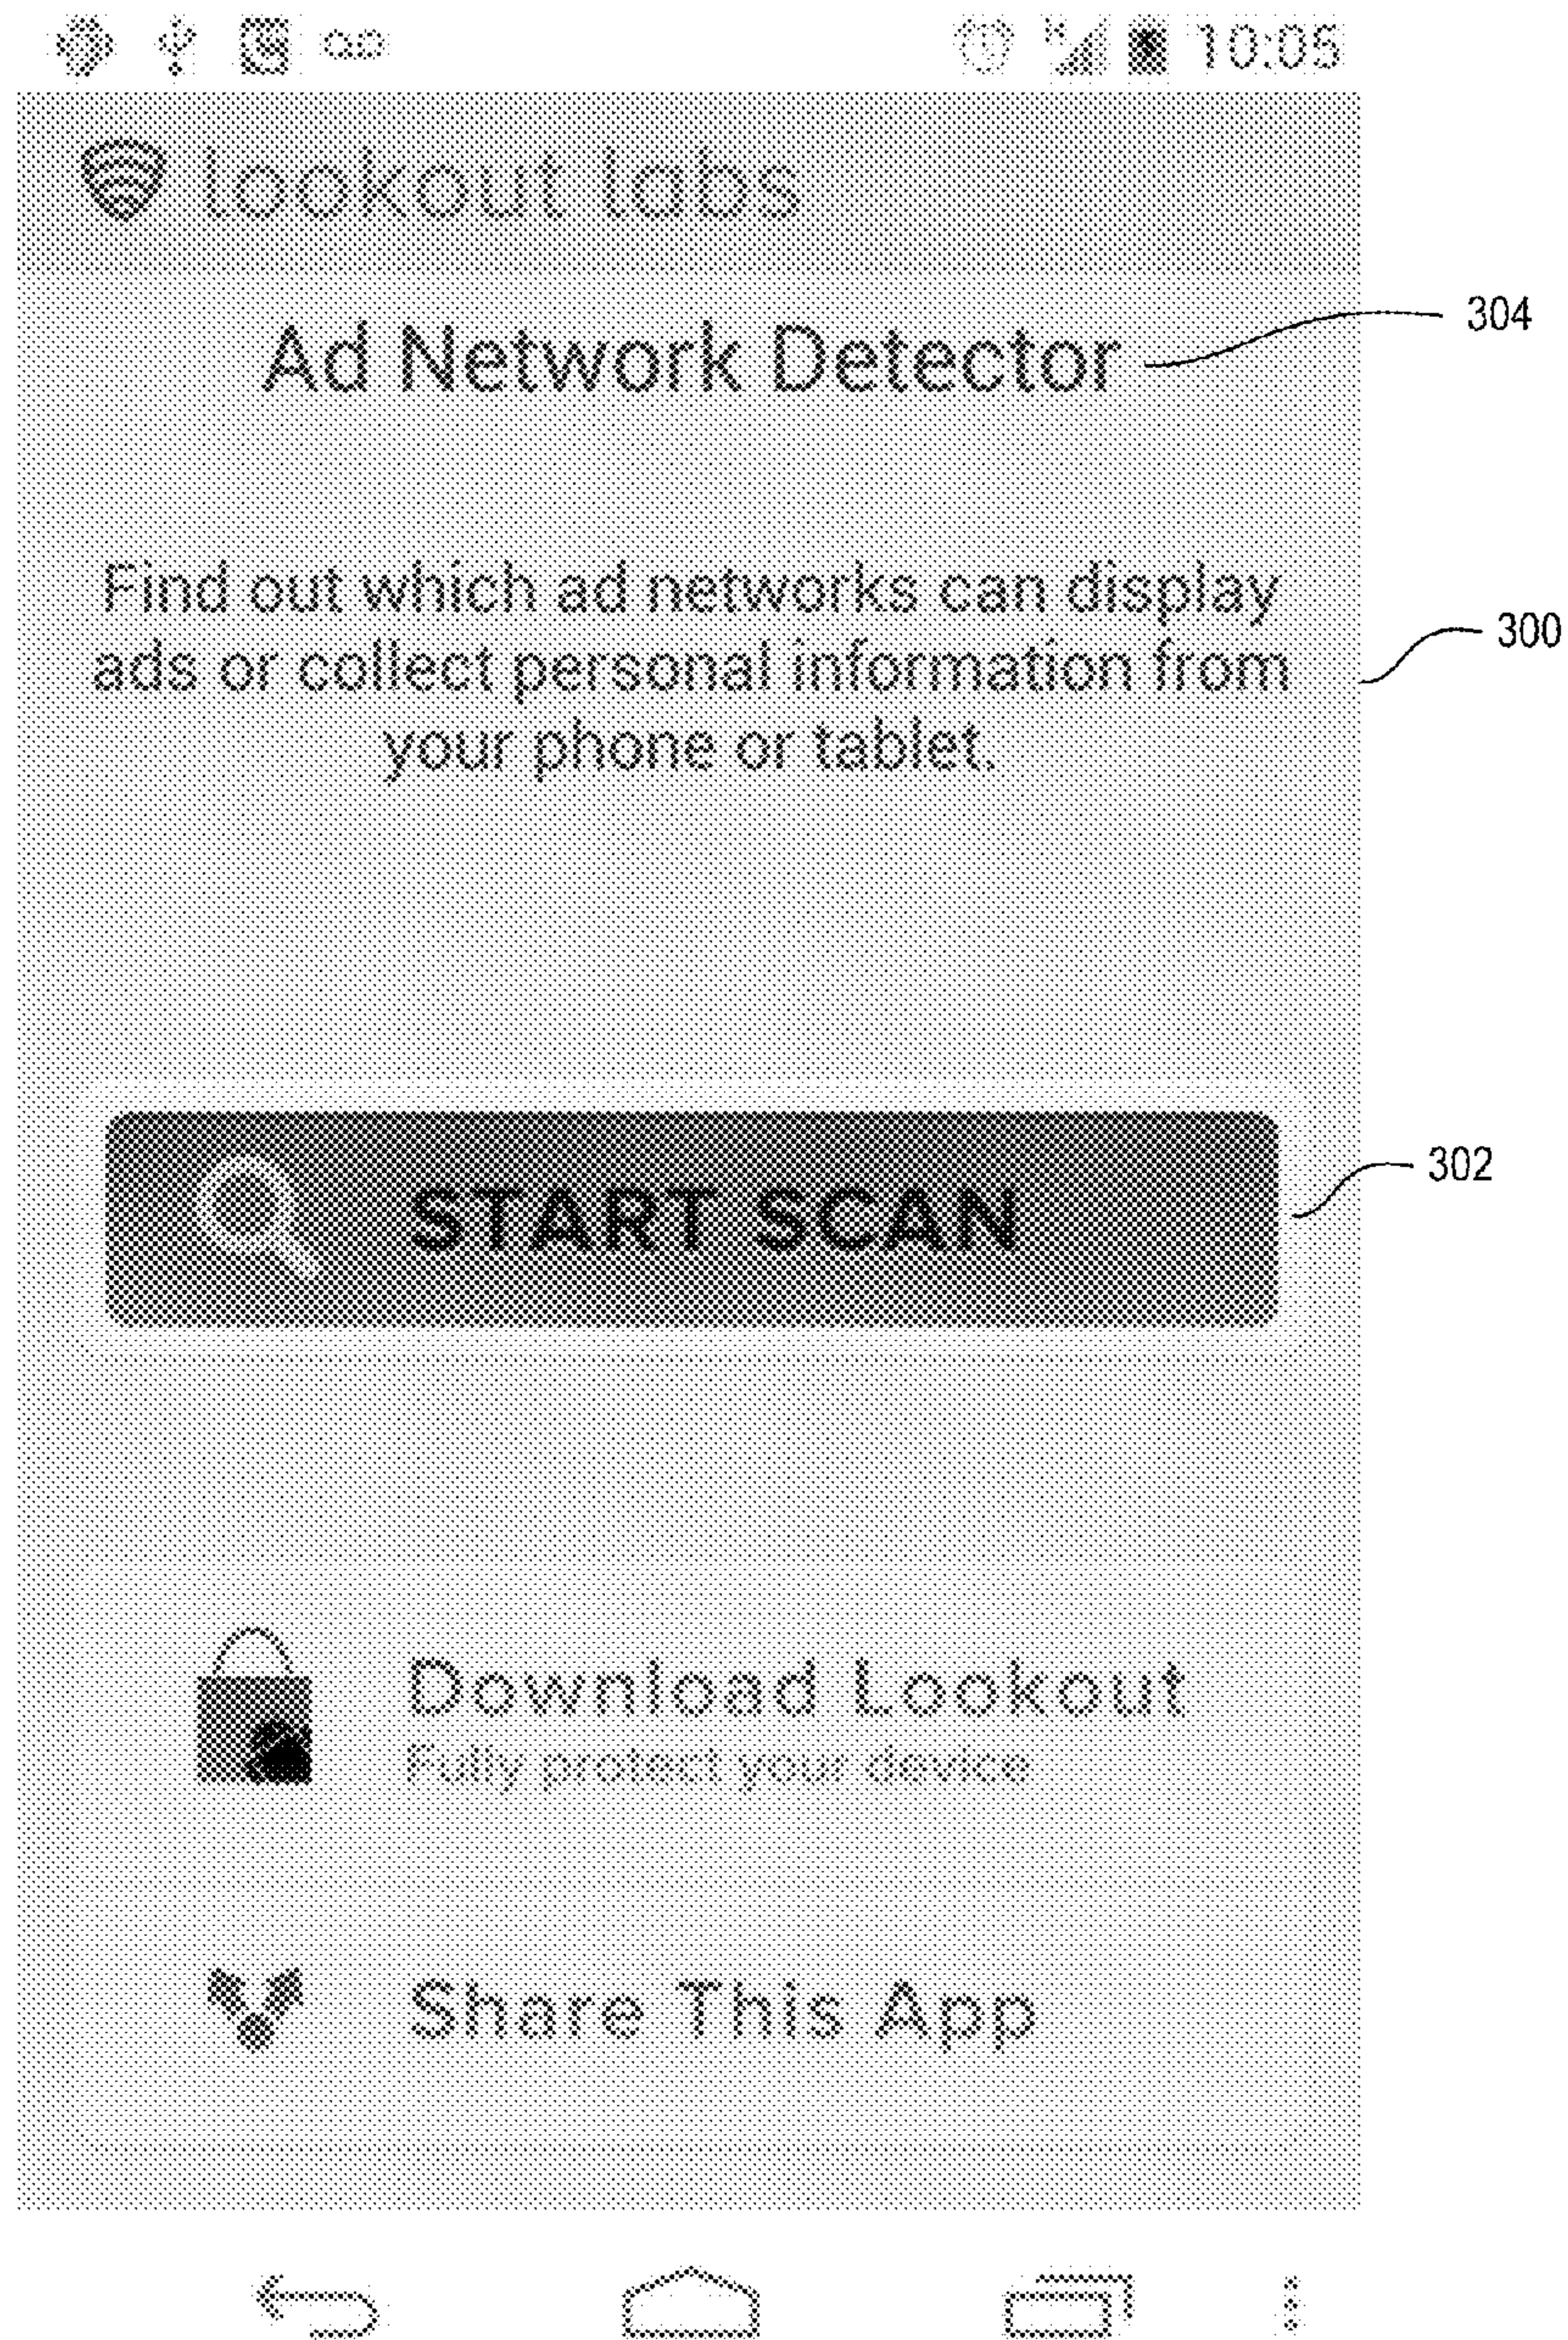 10:05
lookout labs
Ad Network Detector
304
Find out which ad networks can display
ads or collect personal information from
your phone or tablet.
300
START SCAN
302
Download Lookout
Fully protect your device
Share This App